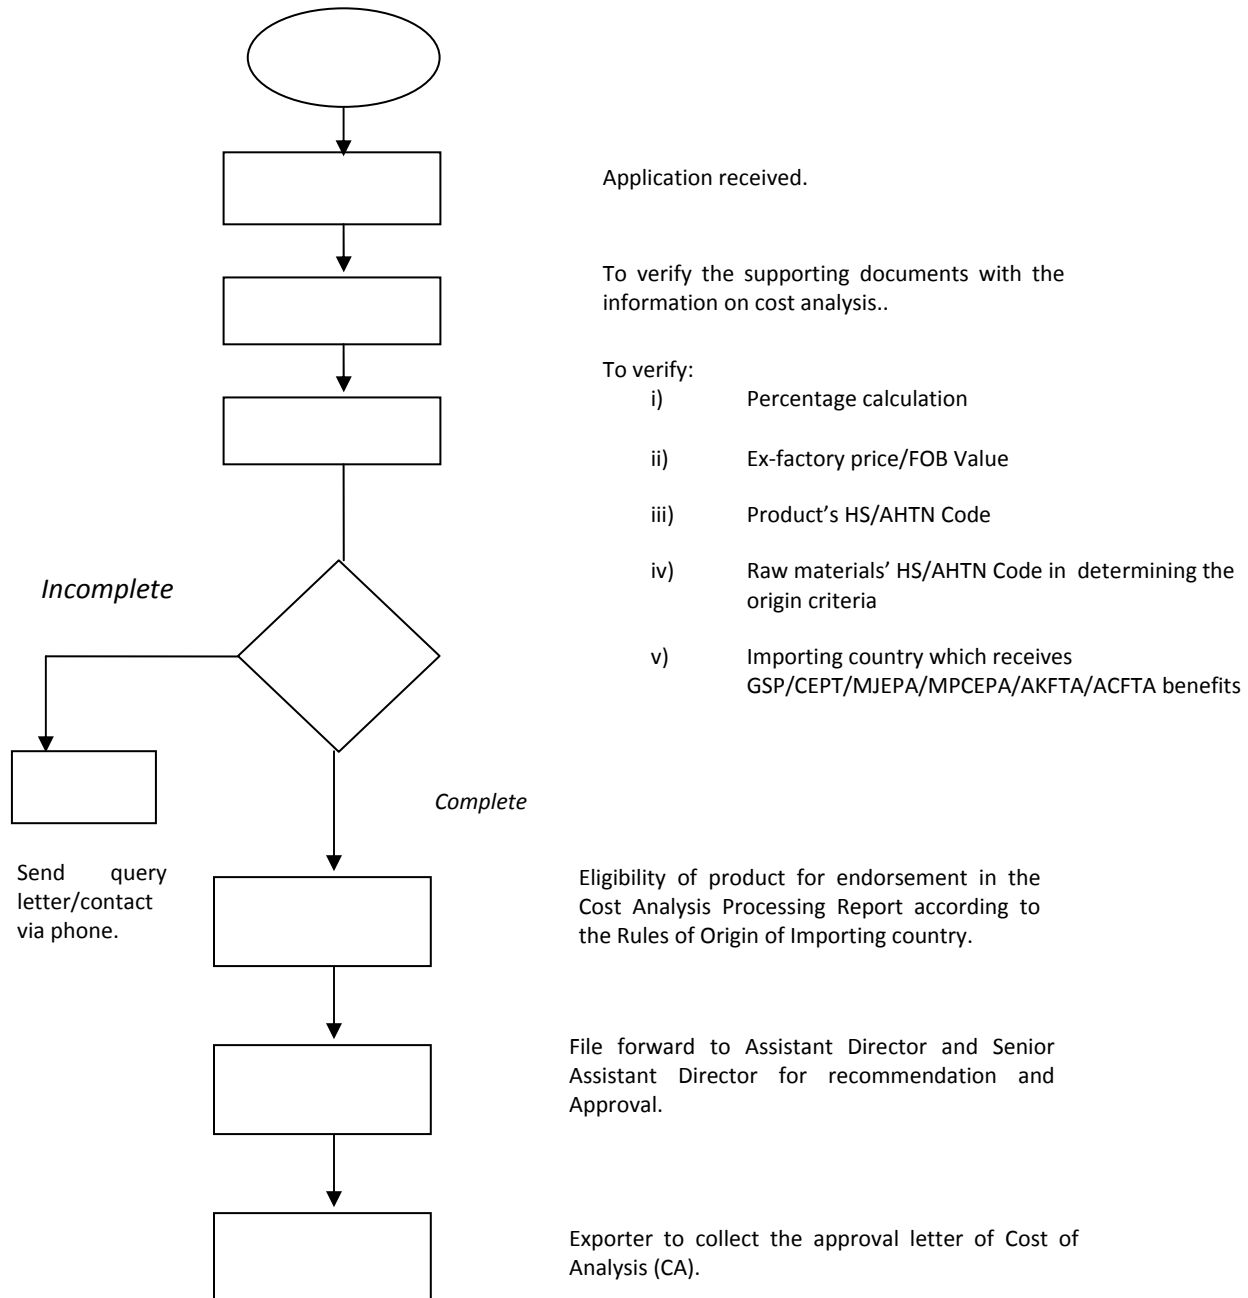 Application received.
To verify the supporting documents with the
information on cost analysis..
To verify:
i) Percentage calculation
ii) Ex-factory price/FOB Value
iii) Product’s HS/AHTN Code
iv) Raw materials’ HS/AHTN Code in determining the
origin criteria
v) Importing country which receives
GSP/CEPT/MJEPA/MPCEPA/AKFTA/ACFTA benefits
Incomplete
Complete
Send query
letter/contact
via phone.
Eligibility of product for endorsement in the
Cost Analysis Processing Report according to
the Rules of Origin of Importing country.
File forward to Assistant Director and Senior
Assistant Director for recommendation and
Approval.
Exporter to collect the approval letter of Cost of
Analysis (CA).